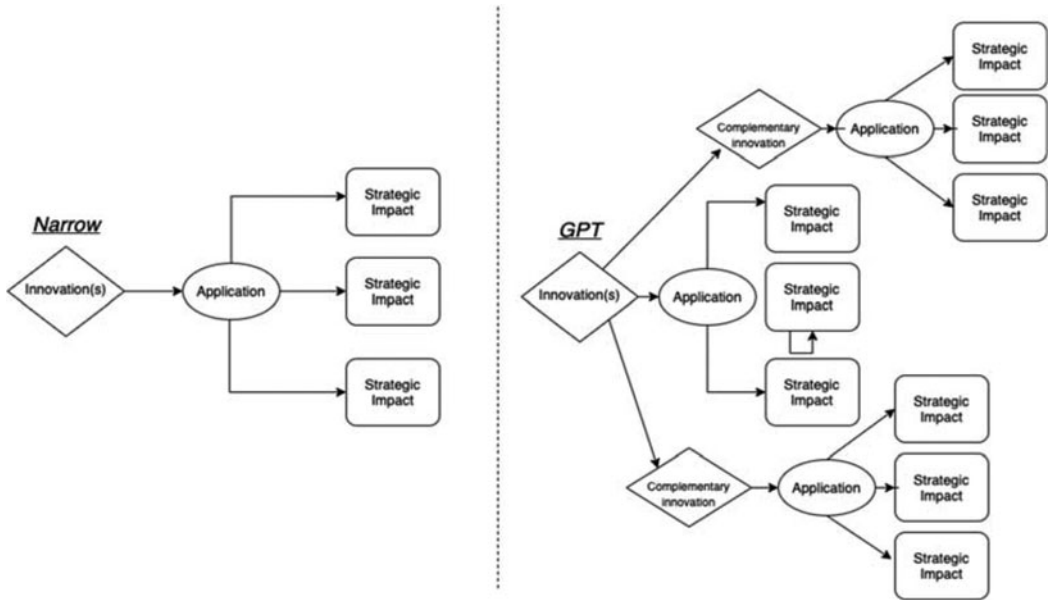 Narrow
Innovation(s)
Application
Strategic
Impact
Strategic
Impact
Strategic
Impact
GPT
Innovation(s)
Complementary
innovation
Application
Strategic
Impact
Strategic
Impact
Strategic
Impact
Application
Strategic
Impact
Strategic
Impact
Strategic
Impact
Complementary
innovation
Application
Strategic
Impact
Strategic
Impact
Strategic
Impact